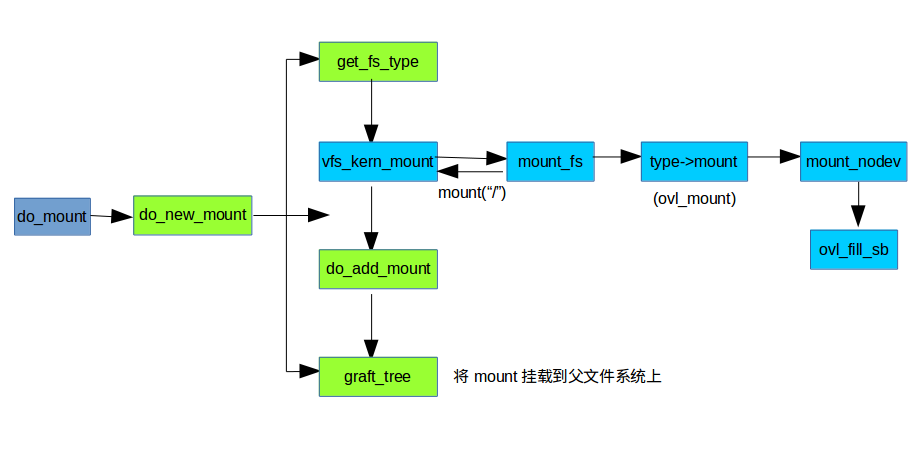 get_fs_type
vfs_kern_mount
mount_fs
type->mount
mount_nodev
mount(“/”)
(ovl_mount)
do_mount
do_new_mount
ovl_fill_sb
do_add_mount
graft_tree
将 mount 挂载到父文件系统上